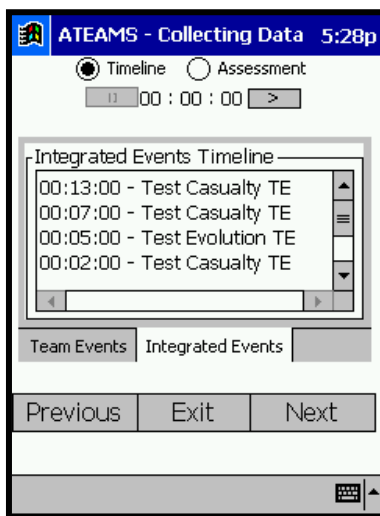 ATEAMS - Collecting Data 5:28p
Timeline Assessment
00 : 00 : 00 >
Integrated Events Timeline
00:13:00 - Test Casualty TE
00:07:00 - Test Casualty TE
00:05:00 - Test Evolution TE
00:02:00 - Test Casualty TE
Team Events Integrated Events
Previous Exit Next